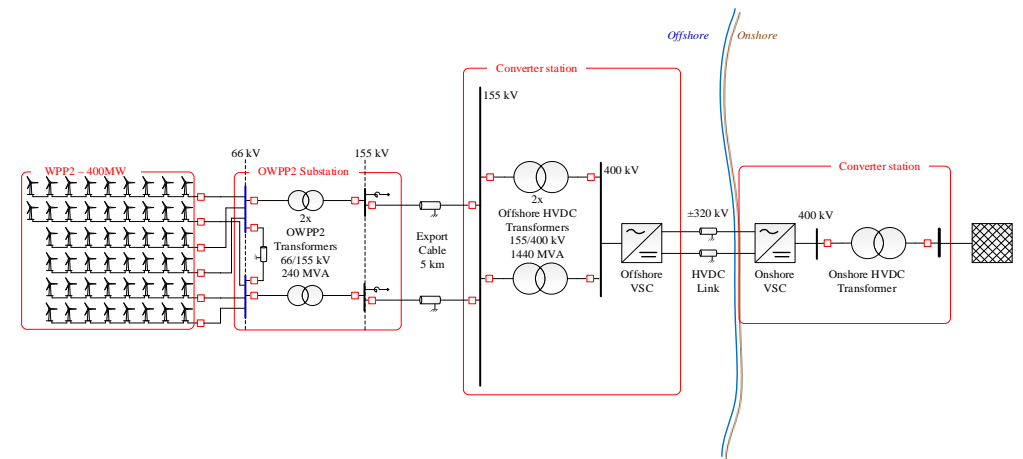 Offshore
Onshore
Converter station
155 kV
66 kV
155 kV
WPP2 – 400MW
OWPP2 Substation
Converter station
400 kV
2x
OWPP2
Transformers
66/155 kV
240 MVA
2x
Offshore HVDC
Transformers
155/400 kV
1440 MVA
±320 kV
400 kV
Export
Cable
5 km
Offshore
VSC
HVDC
Link
Onshore
VSC
Onshore HVDC
Transformer